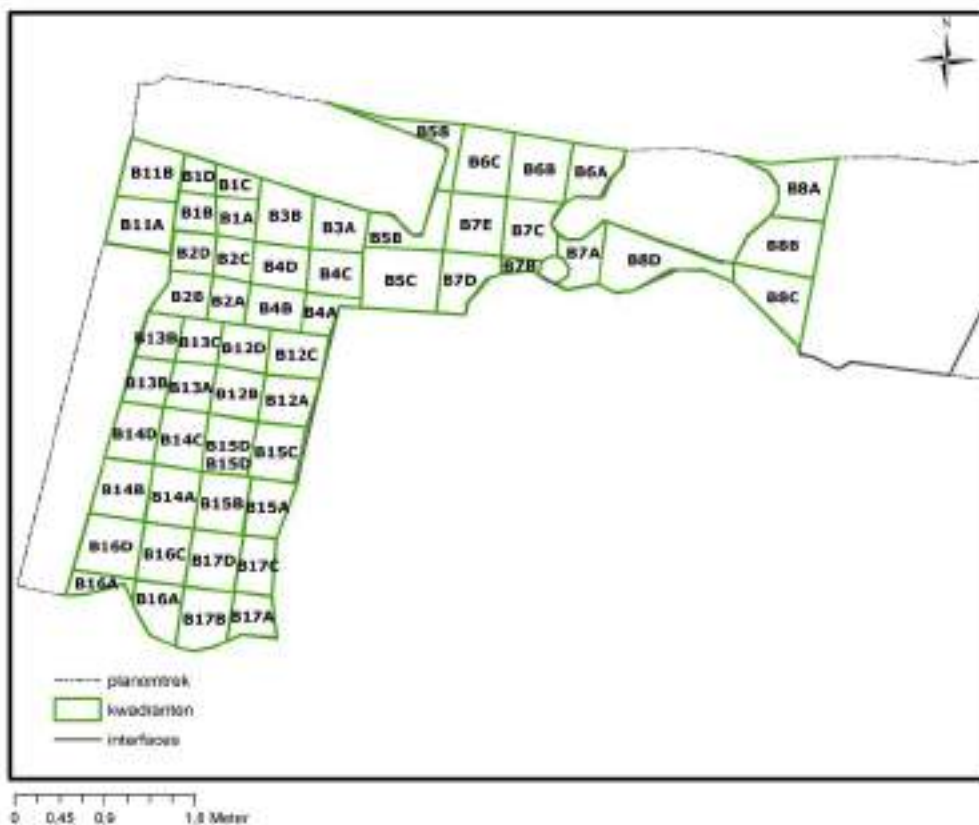 N
B5B
B6C B6B B6A
B11B B1D B1C B8A
B11A B1B B1A B3B B3A B5B B7E B7C B8B
B2D B2C B4D B4C B5C B7D B7B B7A B8D B8C
B2B B2A B4B B4A
B13B B13C B12D B12C
B13B B13A B12B B12A
B14D B14C B15D B15C
B15D
B14B B14A B15B B15A
B16D B16C B17D B17C
B16A B16A B17B B17A
planomtrek
kwadranten
interfaces
0 0,45 0,9 1,8 Meter